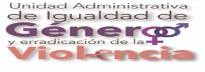 Unidad Administrativa
de Igualdad de
Género
y erradicación de la
Violencia